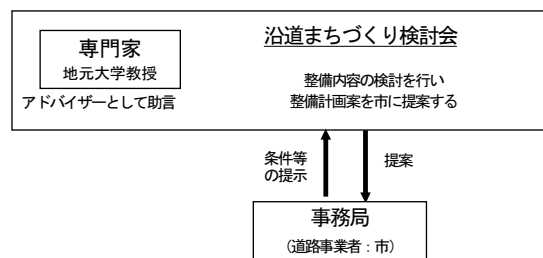 沿道まちづくり検討会
専門家
地元大学教授
アドバイザーとして助言
整備内容の検討を行い
整備計画案を市に提案する
条件等
の提示
提案
事務局
（道路事業者：市）